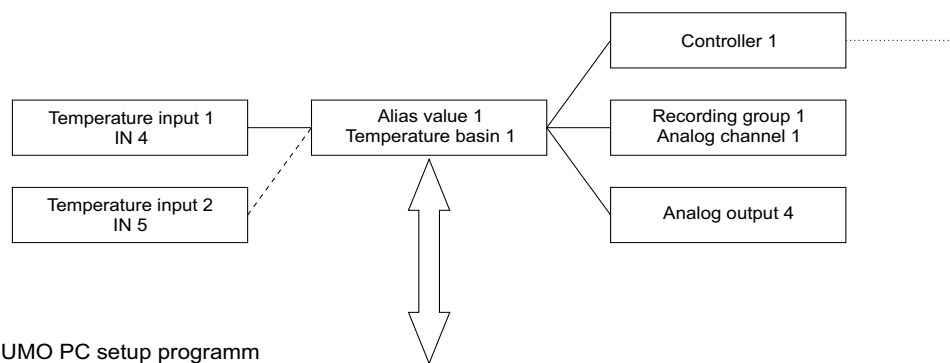 Controller 1
Temperature input 1
IN 4
Alias value 1
Temperature basin 1
Recording group 1
Analog channel 1
Temperature input 2
IN 5
Analog output 4
UMO PC setup programm